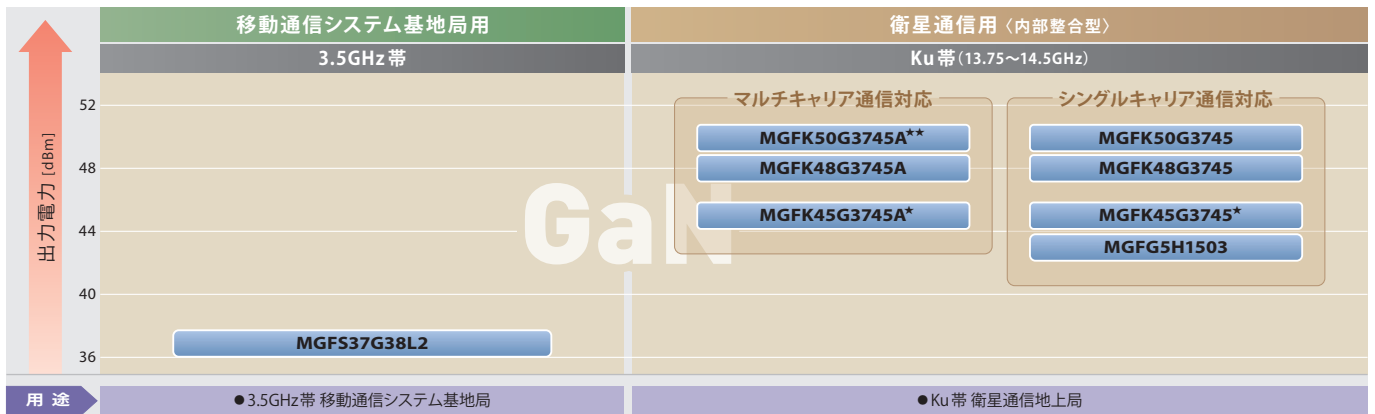 移動通信システム基地局用
衛星通信用〈内部整合型〉
3.5GHz帯
Ku帯(13.75～14.5GHz)
出力電力[dBm]
52
48
44
40
36
GaN
マルチキャリア通信対応
MGFK50G3745A★★
MGFK48G3745A
MGFK45G3745A★
シングルキャリア通信対応
MGFK50G3745
MGFK48G3745
MGFK45G3745★
MGFG5H1503
MGFS37G38L2
用途
●3.5GHz帯 移動通信システム基地局
●Ku帯 衛星通信地上局